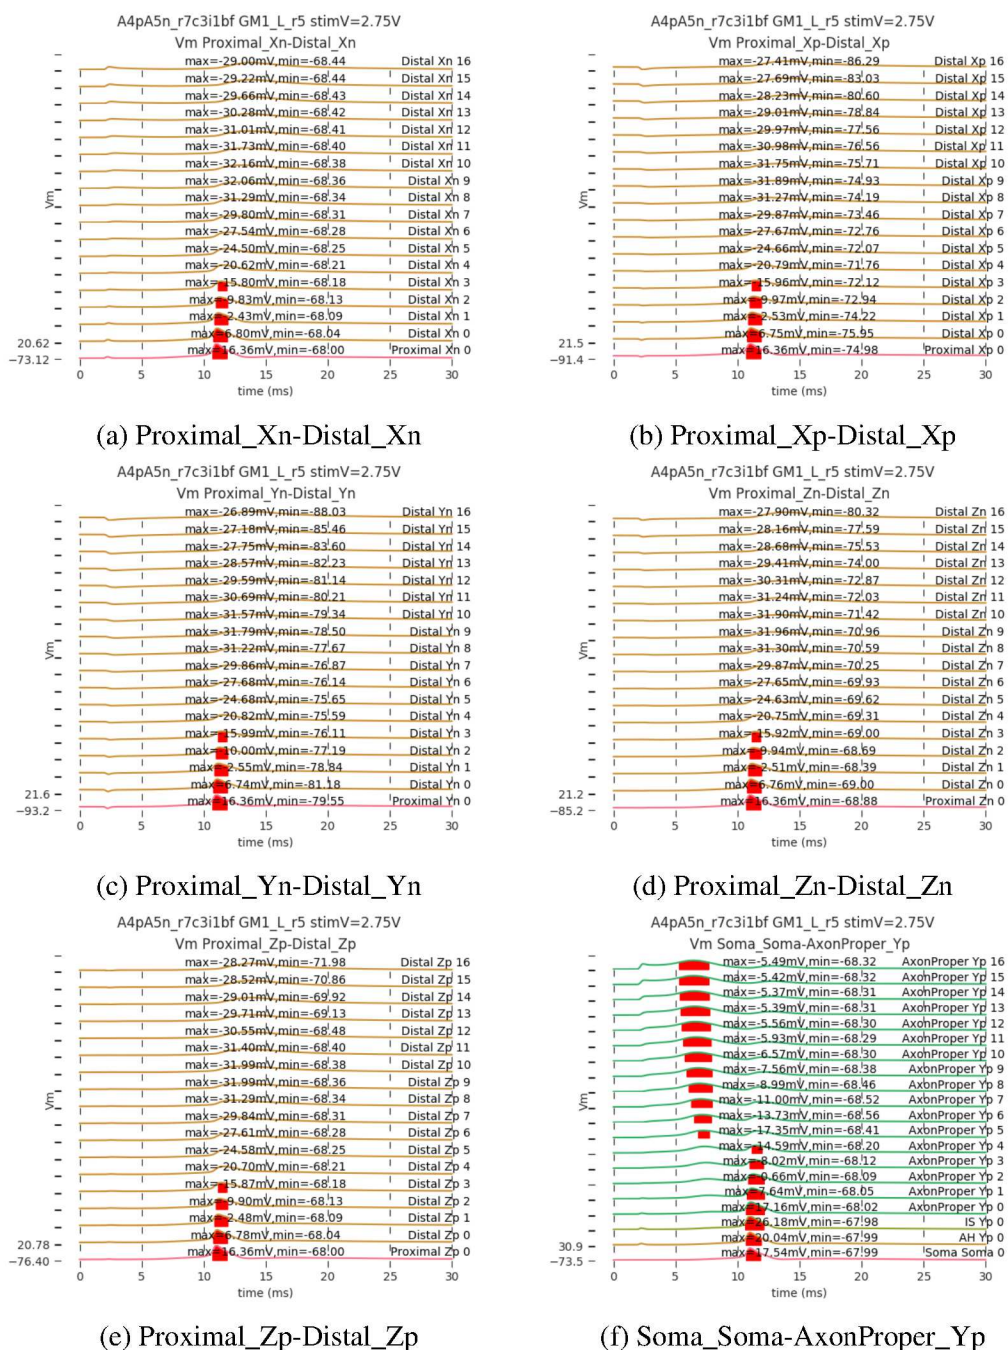 A4pA5n_r7c3i1bf GM1_L_r5 stimV=2.75V
Vm Proximal_Xn-Distal_Xn
max=-29.00mV,min=-68.44 Distal Xn 16
max=-29.22mV,min=-68.44 Distal Xn 15
max=-29.66mV,min=-68.43 Distal Xn 14
max=-30.28mV,min=-68.42 Distal Xn 13
max=-31.01mV,min=-68.41 Distal Xn 12
max=-31.73mV,min=-68.40 Distal Xn 11
max=-32.16mV,min=-68.38 Distal Xn 10
max=-32.06mV,min=-68.36 Distal Xn 9
max=-31.29mV,min=-68.34 Distal Xn 8
max=-29.80mV,min=-68.31 Distal Xn 7
max=-27.54mV,min=-68.28 Distal Xn 6
max=-24.50mV,min=-68.25 Distal Xn 5
max=-20.62mV,min=-68.21 Distal Xn 4
max=-15.80mV,min=-68.18 Distal Xn 3
max=-9.83mV,min=-68.13 Distal Xn 2
max=-2.43mV,min=-68.09 Distal Xn 1
max=6.80mV,min=-68.04 Distal Xn 0
max=16.36mV,min=-68.00 Proximal Xn 0
Vm
20.62
−73.12
0 5 10 15 20 25 30
time (ms)
(a) Proximal_Xn-Distal_Xn
A4pA5n_r7c3i1bf GM1_L_r5 stimV=2.75V
Vm Proximal_Xp-Distal_Xp
max=-27.41mV,min=-86.29 Distal Xp 16
max=-27.69mV,min=-83.03 Distal Xp 15
max=-28.23mV,min=-80.60 Distal Xp 14
max=-29.01mV,min=-78.84 Distal Xp 13
max=-29.97mV,min=-77.56 Distal Xp 12
max=-30.98mV,min=-76.56 Distal Xp 11
max=-31.75mV,min=-75.71 Distal Xp 10
max=-31.89mV,min=-74.93 Distal Xp 9
max=-31.27mV,min=-74.19 Distal Xp 8
max=-29.87mV,min=-73.46 Distal Xp 7
max=-27.67mV,min=-72.76 Distal Xp 6
max=-24.66mV,min=-72.07 Distal Xp 5
max=-20.79mV,min=-71.76 Distal Xp 4
max=-15.96mV,min=-72.12 Distal Xp 3
max=-9.97mV,min=-72.94 Distal Xp 2
max=-2.53mV,min=-74.22 Distal Xp 1
max=6.75mV,min=-75.95 Distal Xp 0
max=16.36mV,min=-74.98 Proximal Xp 0
Vm
21.5
−91.4
0 5 10 15 20 25 30
time (ms)
(b) Proximal_Xp-Distal_Xp
A4pA5n_r7c3i1bf GM1_L_r5 stimV=2.75V
Vm Proximal_Yn-Distal_Yn
max=-26.89mV,min=-88.03 Distal Yn 16
max=-27.18mV,min=-85.46 Distal Yn 15
max=-27.75mV,min=-83.60 Distal Yn 14
max=-28.57mV,min=-82.23 Distal Yn 13
max=-29.59mV,min=-81.14 Distal Yn 12
max=-30.69mV,min=-80.21 Distal Yn 11
max=-31.57mV,min=-79.34 Distal Yn 10
max=-31.79mV,min=-78.50 Distal Yn 9
max=-31.22mV,min=-77.67 Distal Yn 8
max=-29.86mV,min=-76.87 Distal Yn 7
max=-27.68mV,min=-76.14 Distal Yn 6
max=-24.68mV,min=-75.65 Distal Yn 5
max=-20.82mV,min=-75.59 Distal Yn 4
max=-15.99mV,min=-76.11 Distal Yn 3
max=-10.00mV,min=-77.19 Distal Yn 2
max=-2.55mV,min=-78.84 Distal Yn 1
max=6.74mV,min=-81.18 Distal Yn 0
max=16.36mV,min=-79.55 Proximal Yn 0
Vm
21.6
−93.2
0 5 10 15 20 25 30
time (ms)
(c) Proximal_Yn-Distal_Yn
A4pA5n_r7c3i1bf GM1_L_r5 stimV=2.75V
Vm Proximal_Zn-Distal_Zn
max=-27.90mV,min=-80.32 Distal Zn 16
max=-28.16mV,min=-77.59 Distal Zn 15
max=-28.68mV,min=-75.53 Distal Zn 14
max=-29.41mV,min=-74.00 Distal Zn 13
max=-30.31mV,min=-72.87 Distal Zn 12
max=-31.24mV,min=-72.03 Distal Zn 11
max=-31.90mV,min=-71.42 Distal Zn 10
max=-31.96mV,min=-70.96 Distal Zn 9
max=-31.30mV,min=-70.59 Distal Zn 8
max=-29.87mV,min=-70.25 Distal Zn 7
max=-27.65mV,min=-69.93 Distal Zn 6
max=-24.63mV,min=-69.62 Distal Zn 5
max=-20.75mV,min=-69.31 Distal Zn 4
max=-15.92mV,min=-69.00 Distal Zn 3
max=-9.94mV,min=-68.69 Distal Zn 2
max=-2.51mV,min=-68.39 Distal Zn 1
max=6.76mV,min=-69.00 Distal Zn 0
max=16.36mV,min=-68.88 Proximal Zn 0
Vm
21.2
−85.2
0 5 10 15 20 25 30
time (ms)
(d) Proximal_Zn-Distal_Zn
A4pA5n_r7c3i1bf GM1_L_r5 stimV=2.75V
Vm Proximal_Zp-Distal_Zp
max=-28.27mV,min=-71.98 Distal Zp 16
max=-28.52mV,min=-70.86 Distal Zp 15
max=-29.01mV,min=-69.92 Distal Zp 14
max=-29.71mV,min=-69.13 Distal Zp 13
max=-30.55mV,min=-68.48 Distal Zp 12
max=-31.40mV,min=-68.40 Distal Zp 11
max=-31.99mV,min=-68.38 Distal Zp 10
max=-31.99mV,min=-68.36 Distal Zp 9
max=-31.29mV,min=-68.34 Distal Zp 8
max=-29.84mV,min=-68.31 Distal Zp 7
max=-27.61mV,min=-68.28 Distal Zp 6
max=-24.58mV,min=-68.25 Distal Zp 5
max=-20.70mV,min=-68.21 Distal Zp 4
max=-15.87mV,min=-68.18 Distal Zp 3
max=-9.90mV,min=-68.13 Distal Zp 2
max=-2.48mV,min=-68.09 Distal Zp 1
max=6.78mV,min=-68.04 Distal Zp 0
max=16.36mV,min=-68.00 Proximal Zp 0
Vm
20.78
−76.40
0 5 10 15 20 25 30
time (ms)
(e) Proximal_Zp-Distal_Zp
A4pA5n_r7c3i1bf GM1_L_r5 stimV=2.75V
Vm Soma_Soma-AxonProper_Yp
max=-5.49mV,min=-68.32 AxonProper Yp 16
max=-5.42mV,min=-68.32 AxonProper Yp 15
max=-5.37mV,min=-68.31 AxonProper Yp 14
max=-5.39mV,min=-68.31 AxonProper Yp 13
max=-5.56mV,min=-68.30 AxonProper Yp 12
max=-5.93mV,min=-68.29 AxonProper Yp 11
max=-6.57mV,min=-68.30 AxonProper Yp 10
max=-7.56mV,min=-68.38 AxonProper Yp 9
max=-8.99mV,min=-68.46 AxonProper Yp 8
max=-11.00mV,min=-68.52 AxonProper Yp 7
max=-13.73mV,min=-68.56 AxonProper Yp 6
max=-17.35mV,min=-68.41 AxonProper Yp 5
max=-14.59mV,min=-68.20 AxonProper Yp 4
max=-8.02mV,min=-68.12 AxonProper Yp 3
max=-0.66mV,min=-68.09 AxonProper Yp 2
max=7.64mV,min=-68.05 AxonProper Yp 1
max=17.16mV,min=-68.02 AxonProper Yp 0
max=26.18mV,min=-67.98 IS Yp 0
max=20.04mV,min=-67.99 AH Yp 0
max=17.54mV,min=-67.99 Soma Soma 0
Vm
30.9
−73.5
0 5 10 15 20 25 30
time (ms)
(f) Soma_Soma-AxonProper_Yp